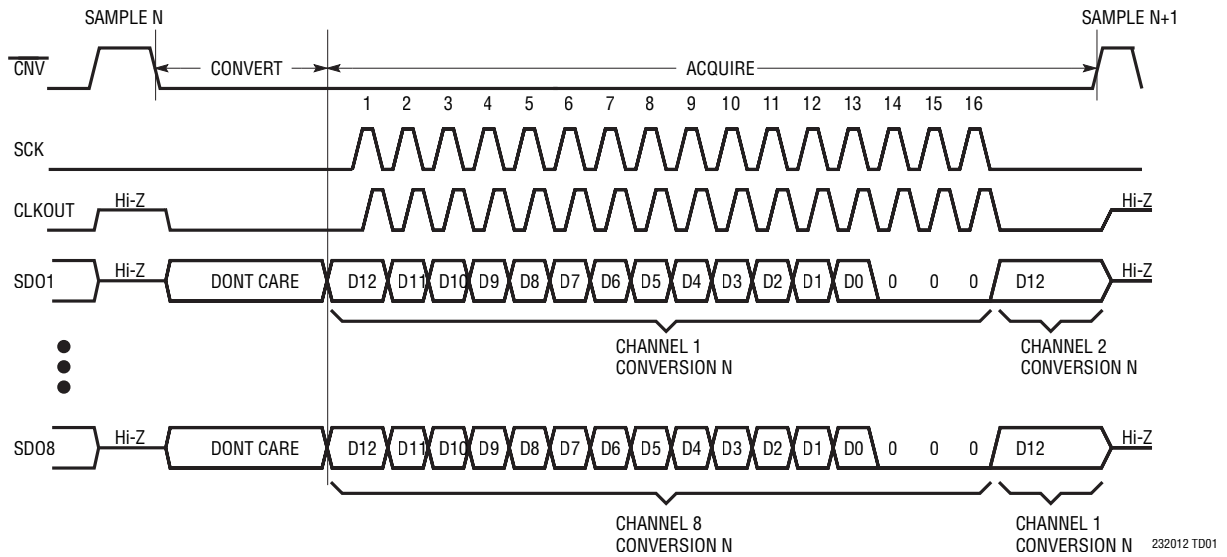 SAMPLE N
SAMPLE N+1
CNV
CONVERT
ACQUIRE
1 2 3 4 5 6 7 8 9 10 11 12 13 14 15 16
SCK
CLKOUT
Hi-Z
Hi-Z
SDO1
Hi-Z
DONT CARE
D12 D11 D10 D9 D8 D7 D6 D5 D4 D3 D2 D1 D0 0 0 0
D12
Hi-Z
CHANNEL 1
CONVERSION N
CHANNEL 2
CONVERSION N
SDO8
Hi-Z
DONT CARE
D12 D11 D10 D9 D8 D7 D6 D5 D4 D3 D2 D1 D0 0 0 0
D12
Hi-Z
CHANNEL 8
CONVERSION N
CHANNEL 1
CONVERSION N
232012 TD01